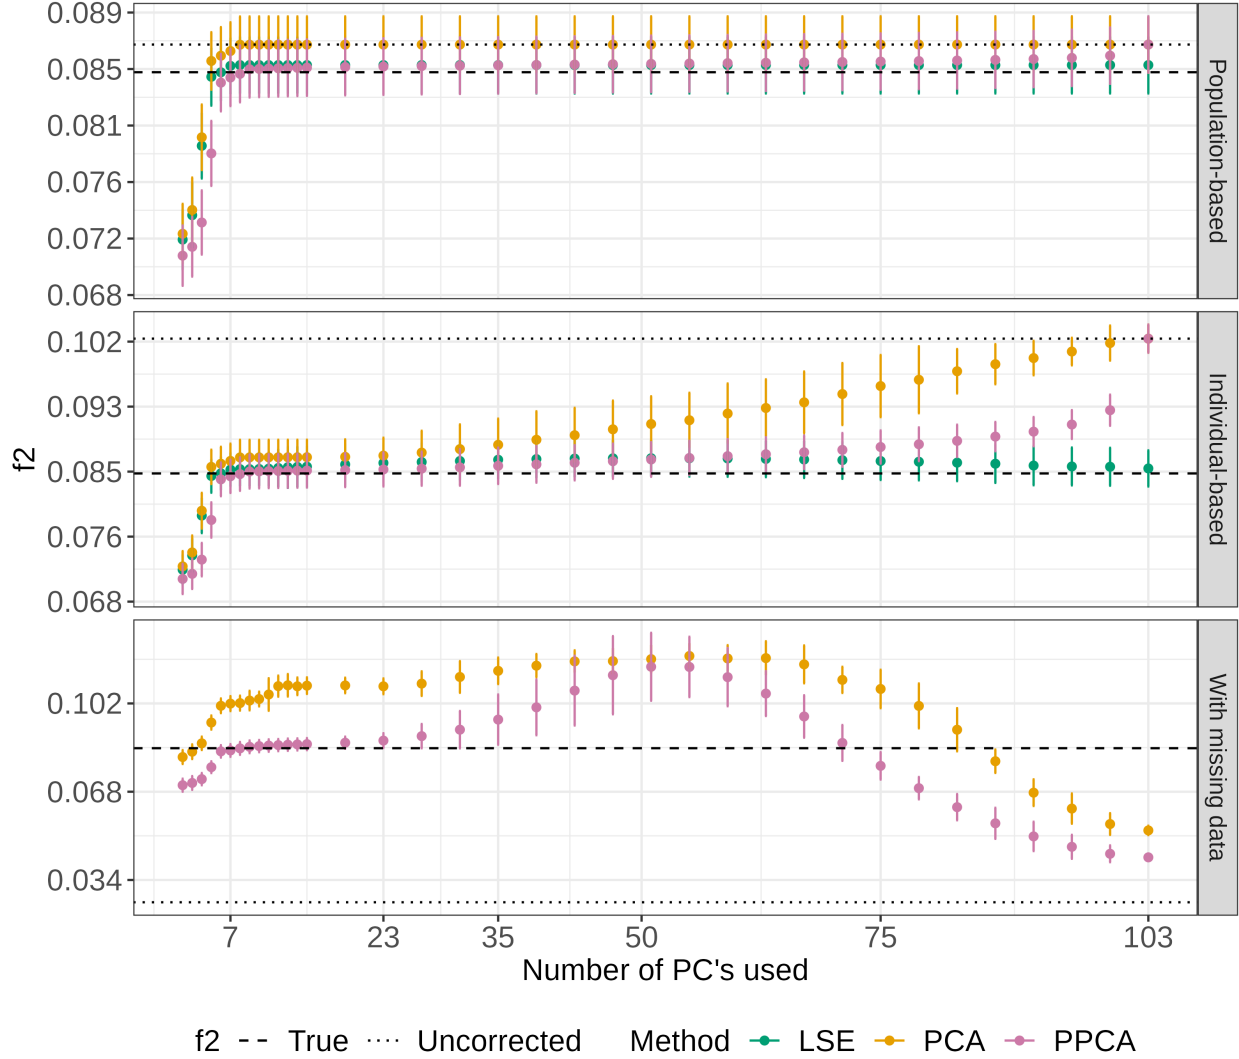 0.089
0.085
0.081
0.076
0.072
0.068
Population-based
0.102
0.093
0.085
0.076
0.068
Individual-based
f2
0.102
0.068
0.034
With missing data
7 23 35 50 75 103
Number of PC's used
f2 True Uncorrected Method LSE PCA PPCA